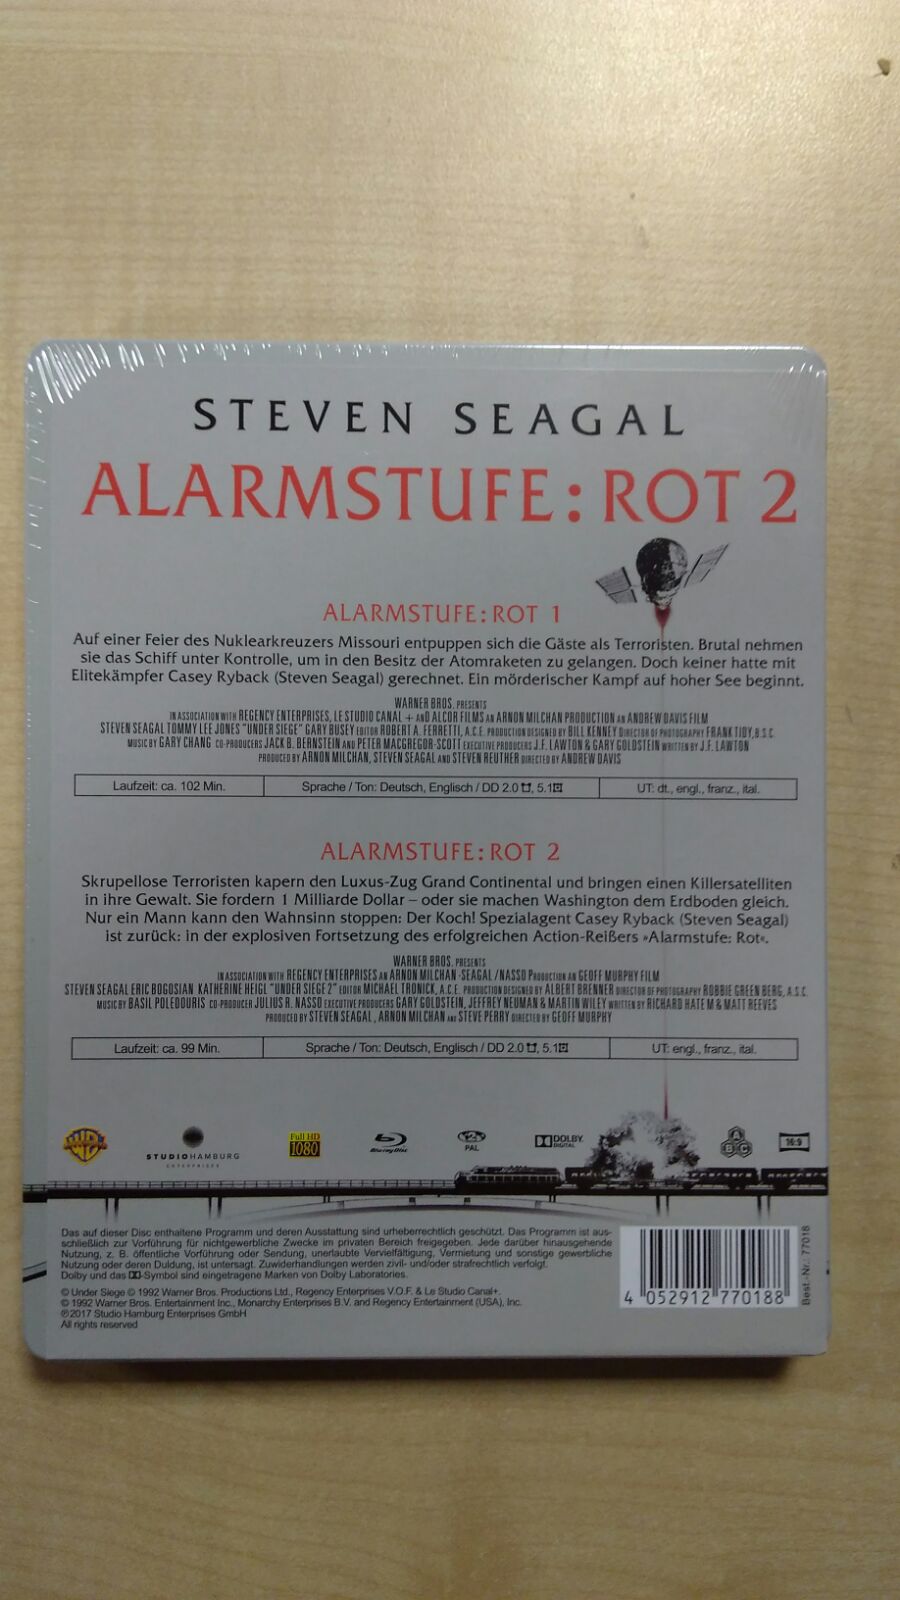 STEVEN SEAGAL
ALARMSTUFE: ROT 2
ALARMSTUFE: ROT 1
Auf einer Feier des Nuklearkreuzers Missouri entpuppen sich die Gäste als Terroristen. Brutal nehmen
sie das Schiff unter Kontrolle, um in den Besitz der Atomraketen zu gelangen. Doch keiner hatte mit
Elitekämpfer Casey Ryback (Steven Seagal) gerechnet. Ein mörderischer Kampf auf hoher See beginnt.
WARNER BROS. PRESENTS
IN ASSOCIATION WITH REGENCY ENTERPRISES, LE STUDIO CANAL + AND ALCOR FILMS AN ARNON MILCHAN PRODUCTION AN ANDREW DAVIS FILM
STEVEN SEAGAL TOMMY LEE JONES "UNDER SIEGE" GARY BUSEY EDITOR ROBERT A. FERRETTI, A.C.E. PRODUCTION DESIGNED BY BILL KENNEY DIRECTOR OF PHOTOGRAPHY FRANK TIDY, B.S.C.
MUSIC BY GARY CHANG CO-PRODUCERS JACK B. BERNSTEIN AND PETER MACGREGOR-SCOTT EXECUTIVE PRODUCERS J.F. LAWTON & GARY GOLDSTEIN WRITTEN BY J.F. LAWTON
PRODUCED BY ARNON MILCHAN, STEVEN SEAGAL AND STEVEN REUTHER DIRECTED BY ANDREW DAVIS
Laufzeit: ca. 102 Min. Sprache / Ton: Deutsch, Englisch / DD 2.0, 5.1 UT: dt., engl., franz., ital.
ALARMSTUFE: ROT 2
Skrupellose Terroristen kapern den Luxus-Zug Grand Continental und bringen einen Killersatelliten
in ihre Gewalt. Sie fordern 1 Milliarde Dollar – oder sie machen Washington dem Erdboden gleich.
Nur ein Mann kann den Wahnsinn stoppen: Der Koch! Spezialagent Casey Ryback (Steven Seagal)
ist zurück: in der explosiven Fortsetzung des erfolgreichen Action-Reißers »Alarmstufe: Rot«.
WARNER BROS. PRESENTS
IN ASSOCIATION WITH REGENCY ENTERPRISES AN ARNON MILCHAN-SEAGAL/NASSO PRODUCTION AN GEOFF MURPHY FILM
STEVEN SEAGAL ERIC BOGOSIAN KATHERINE HEIGL "UNDER SIEGE 2" EDITOR MICHAEL TRONICK, A.C.E. PRODUCTION DESIGNED BY ALBERT BRENNER DIRECTOR OF PHOTOGRAPHY ROBBIE GREENBERG, A.S.C.
MUSIC BY BASIL POLEDOURIS CO-PRODUCER JULIUS R. NASSO EXECUTIVE PRODUCERS GARY GOLDSTEIN, JEFFREY NEUMAN & MARTIN WILEY WRITTEN BY RICHARD HATEM & MATT REEVES
PRODUCED BY STEVEN SEAGAL, ARNON MILCHAN AND STEVE PERRY DIRECTED BY GEOFF MURPHY
Laufzeit: ca. 99 Min. Sprache / Ton: Deutsch, Englisch / DD 2.0, 5.1 UT: engl., franz., ital.
WB STUDIO HAMBURG ENTERPRISES Full HD 1080 Blu-ray Disc 2 PAL DOLBY DIGITAL A B C 16:9
Das auf dieser Disc enthaltene Programm und deren Ausstattung sind urheberrechtlich geschützt. Das Programm ist aus-
schließlich zur Vorführung für nichtgewerbliche Zwecke im privaten Bereich freigegeben. Jede darüber hinausgehende
Nutzung, z. B. öffentliche Vorführung oder Sendung, unerlaubte Vervielfältigung, Vermietung und sonstige gewerbliche
Nutzung oder deren Duldung, ist untersagt. Zuwiderhandlungen werden zivil- und/oder strafrechtlich verfolgt.
Dolby und das DD-Symbol sind eingetragene Marken von Dolby Laboratories.
© Under Siege © 1992 Warner Bros. Productions Ltd., Regency Enterprises V.O.F. & Le Studio Canal+.
© 1992 Warner Bros. Entertainment Inc., Monarchy Enterprises B.V. and Regency Entertainment (USA), Inc.
℗ 2017 Studio Hamburg Enterprises GmbH
All rights reserved
4 052912 770188
Best.-Nr.: 77018